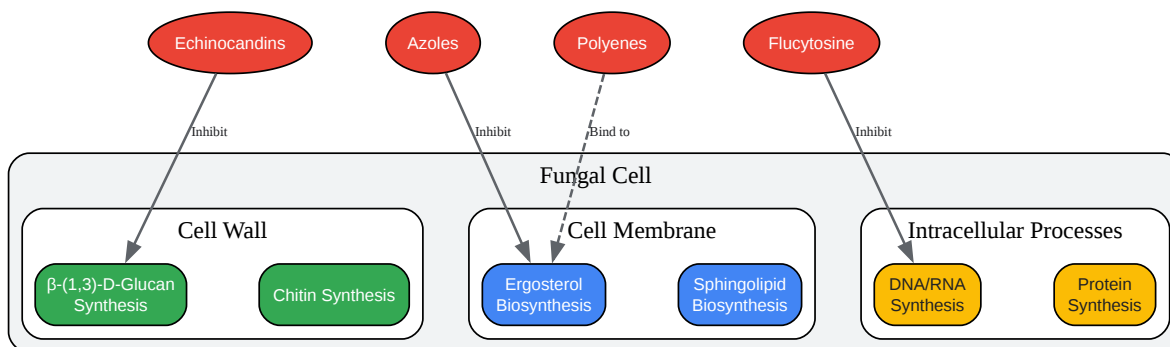 Echinocandins
Azoles
Polyenes
Flucytosine
Inhibit
Inhibit
Bind to
Inhibit
Fungal Cell
Cell Wall
Cell Membrane
Intracellular Processes
β-(1,3)-D-Glucan
Synthesis
Chitin Synthesis
Ergosterol
Biosynthesis
Sphingolipid
Biosynthesis
DNA/RNA
Synthesis
Protein
Synthesis